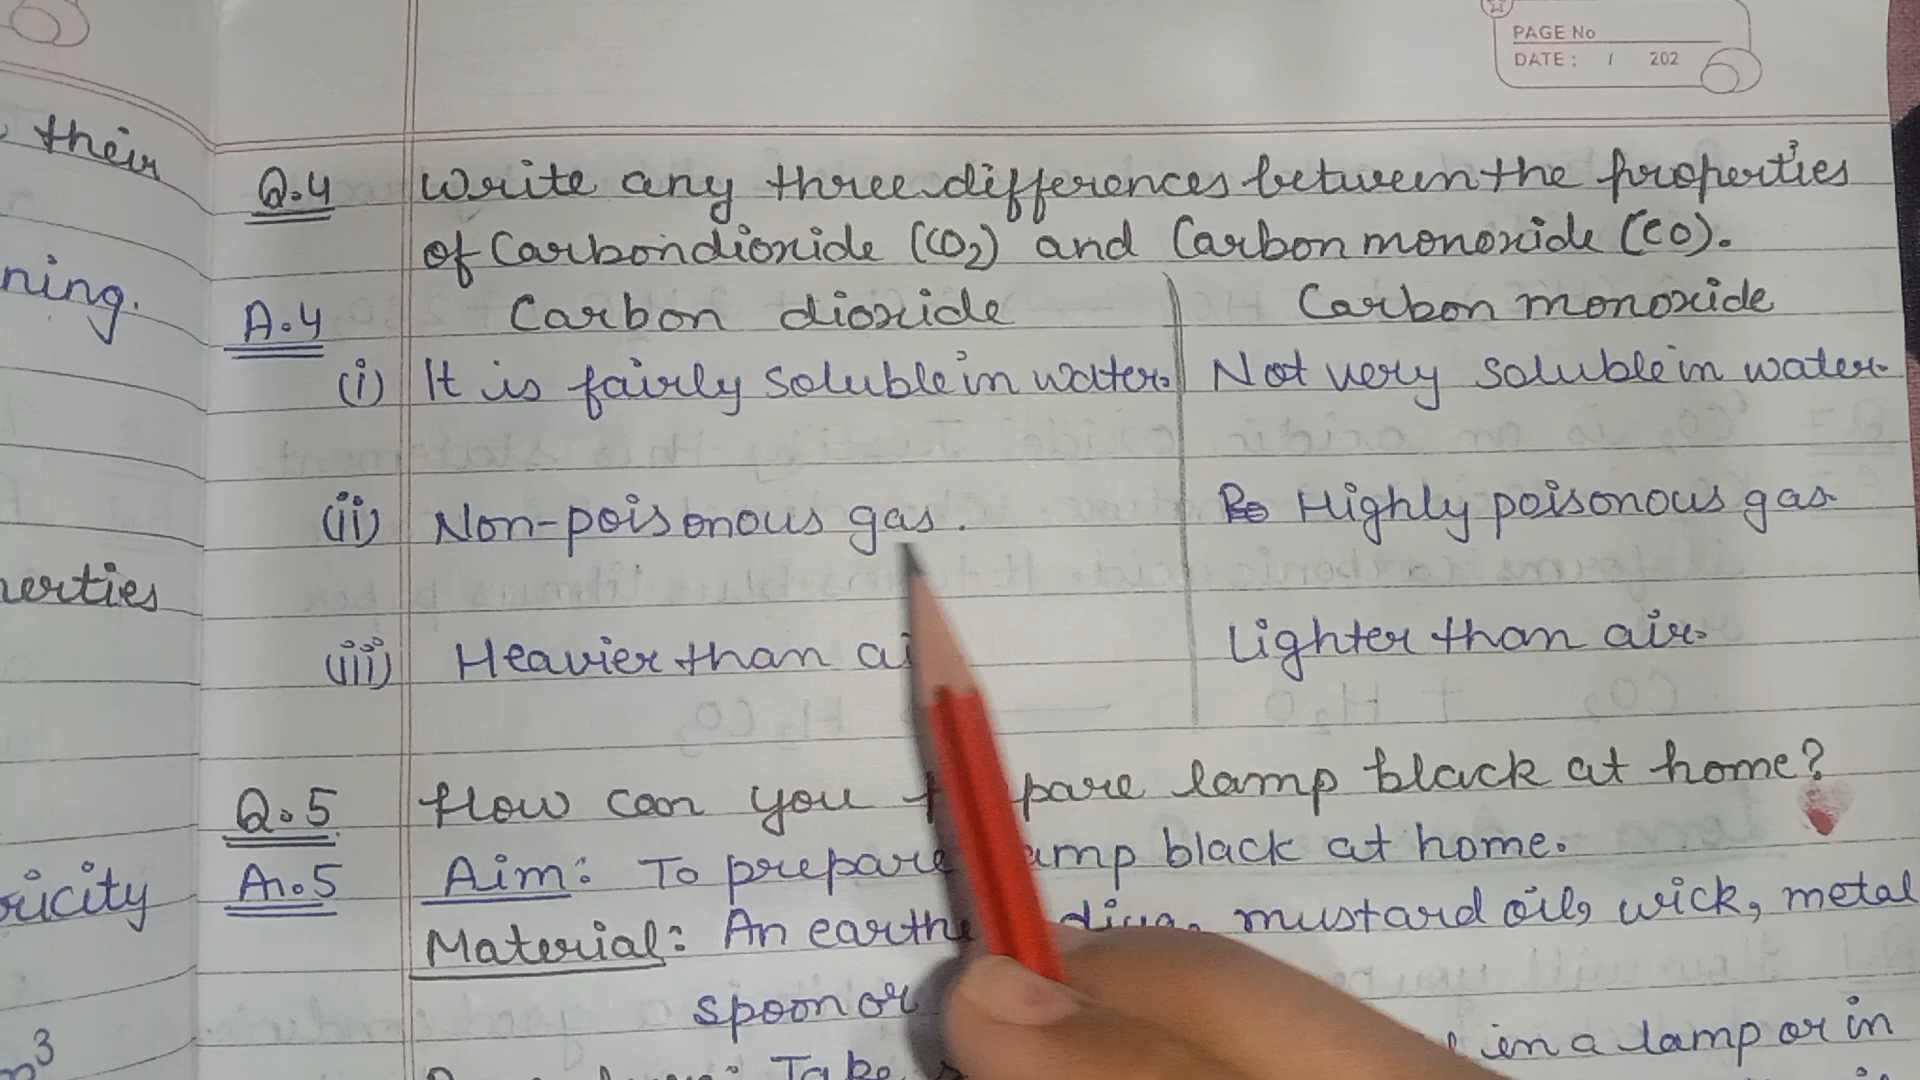 PAGE No
DATE : / 202
their
Q.4 Write any three differences between the properties
of Carbondioxide (CO2) and Carbon monoxide (CO).
ning.
A.4 Carbon dioxide Carbon monoxide
(i) It is fairly soluble in water. Not very soluble in water.
(ii) Non-poisonous gas. Highly poisonous gas
erties
(iii) Heavier than Lighter than air.
Q.5 How can you pare lamp black at home?
ricity
A.5 Aim: To prepare amp black at home.
Material: An earthe mustard oil, wick, metal
spoon or
3
in a lamp or in
Take